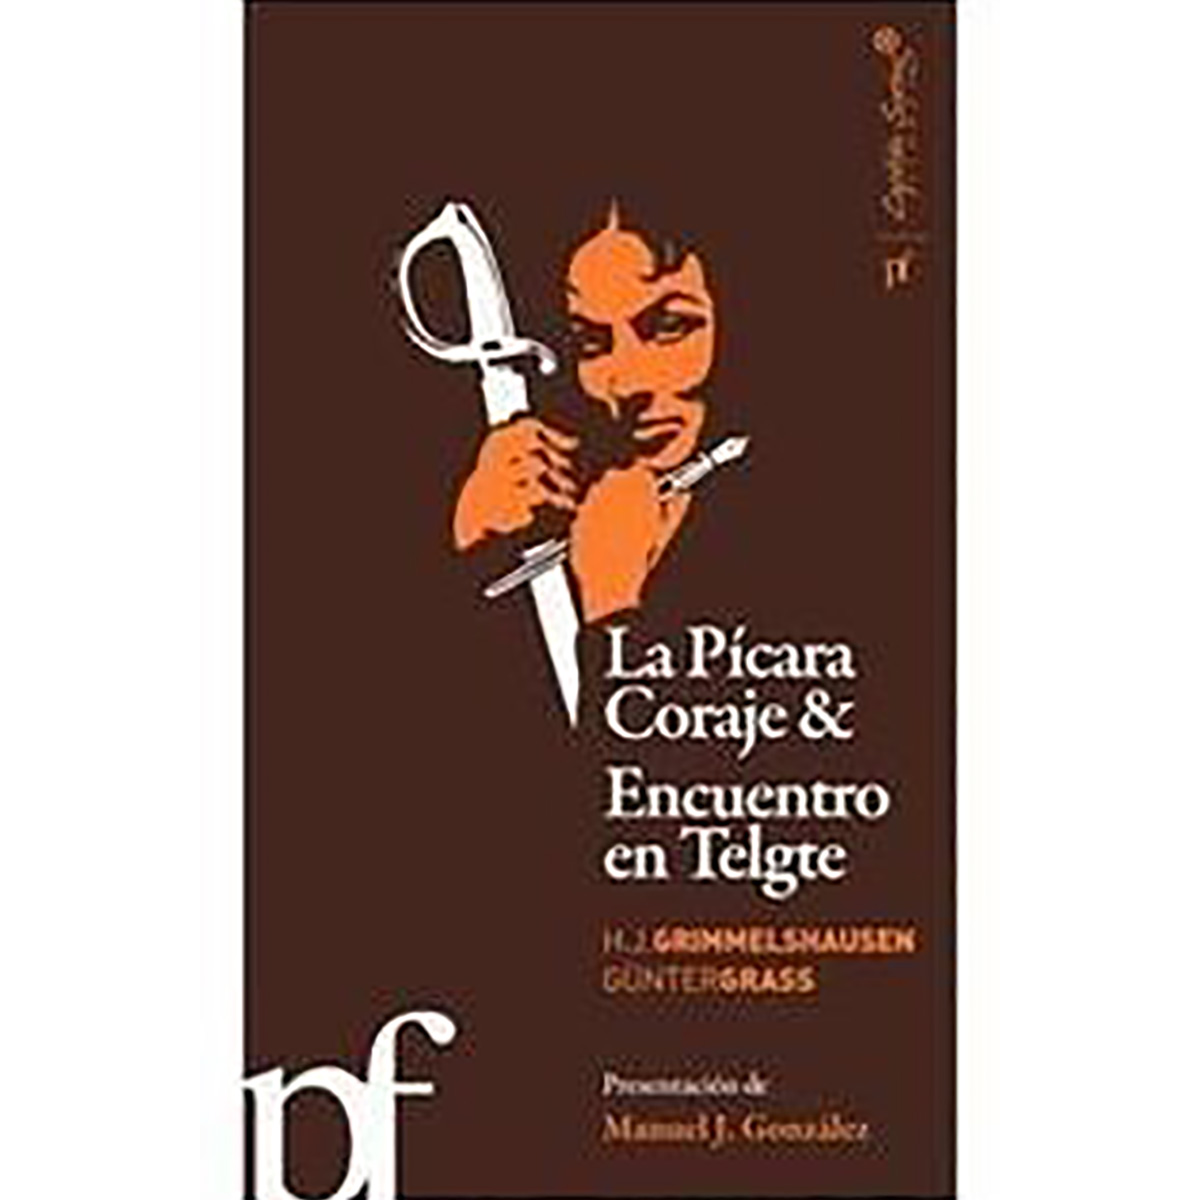 La Pícara
Coraje &
Encuentro
en Telgte
H.J.GRIMMELSHAUSEN
GÜNTERGRASS
Presentación de
Manuel J. González
pf